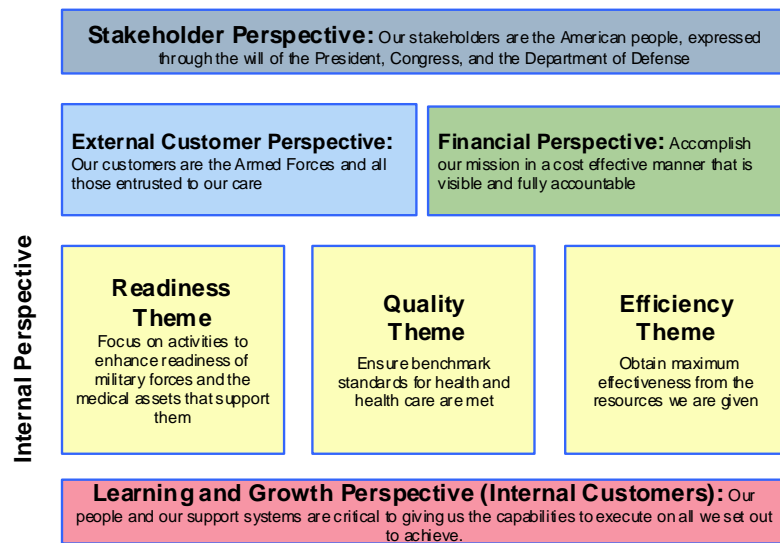 Stakeholder Perspective: Our stakeholders are the American people, expressed
through the will of the President, Congress, and the Department of Defense
External Customer Perspective:
Our customers are the Armed Forces and all
those entrusted to our care
Financial Perspective: Accomplish
our mission in a cost effective manner that is
visible and fully accountable
Internal Perspective
Readiness
Theme
Focus on activities to
enhance readiness of
military forces and the
medical assets that support
them
Quality
Theme
Ensure benchmark
standards for health and
health care are met
Efficiency
Theme
Obtain maximum
effectiveness from the
resources we are given
Learning and Growth Perspective (Internal Customers): Our
people and our support systems are critical to giving us the capabilities to execute on all we set out
to achieve.